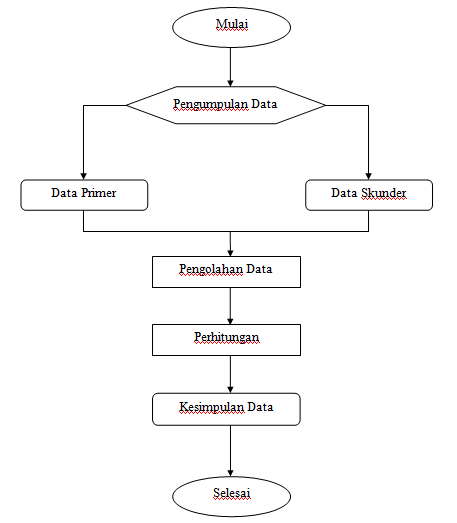 Mulai
Pengumpulan Data
Data Primer
Data Skunder
Pengolahan Data
Perhitungan
Kesimpulan Data
Selesai